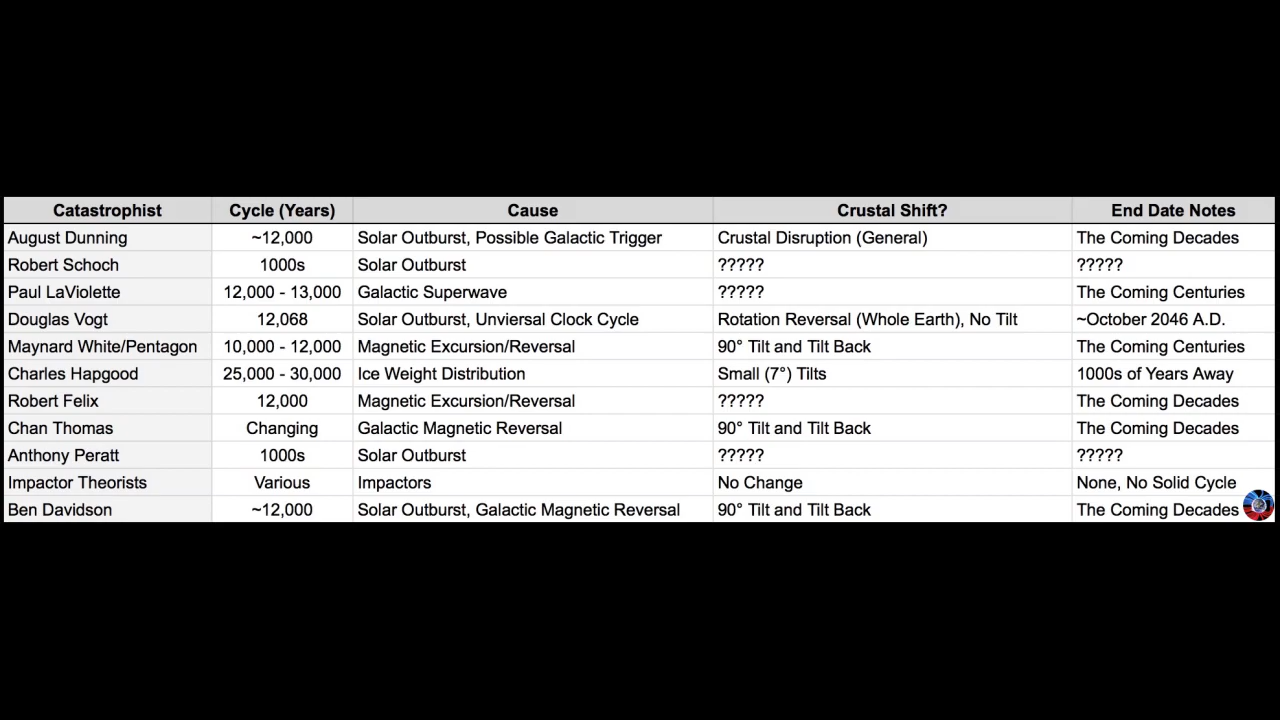 Catastrophist Cycle (Years) Cause Crustal Shift? End Date Notes
August Dunning ~12,000 Solar Outburst, Possible Galactic Trigger Crustal Disruption (General) The Coming Decades
Robert Schoch 1000s Solar Outburst ????? ?????
Paul LaViolette 12,000 - 13,000 Galactic Superwave ????? The Coming Centuries
Douglas Vogt 12,068 Solar Outburst, Unviersal Clock Cycle Rotation Reversal (Whole Earth), No Tilt ~October 2046 A.D.
Maynard White/Pentagon 10,000 - 12,000 Magnetic Excursion/Reversal 90° Tilt and Tilt Back The Coming Centuries
Charles Hapgood 25,000 - 30,000 Ice Weight Distribution Small (7°) Tilts 1000s of Years Away
Robert Felix 12,000 Magnetic Excursion/Reversal ????? The Coming Decades
Chan Thomas Changing Galactic Magnetic Reversal 90° Tilt and Tilt Back The Coming Decades
Anthony Peratt 1000s Solar Outburst ????? ?????
Impactor Theorists Various Impactors No Change None, No Solid Cycle
Ben Davidson ~12,000 Solar Outburst, Galactic Magnetic Reversal 90° Tilt and Tilt Back The Coming Decades